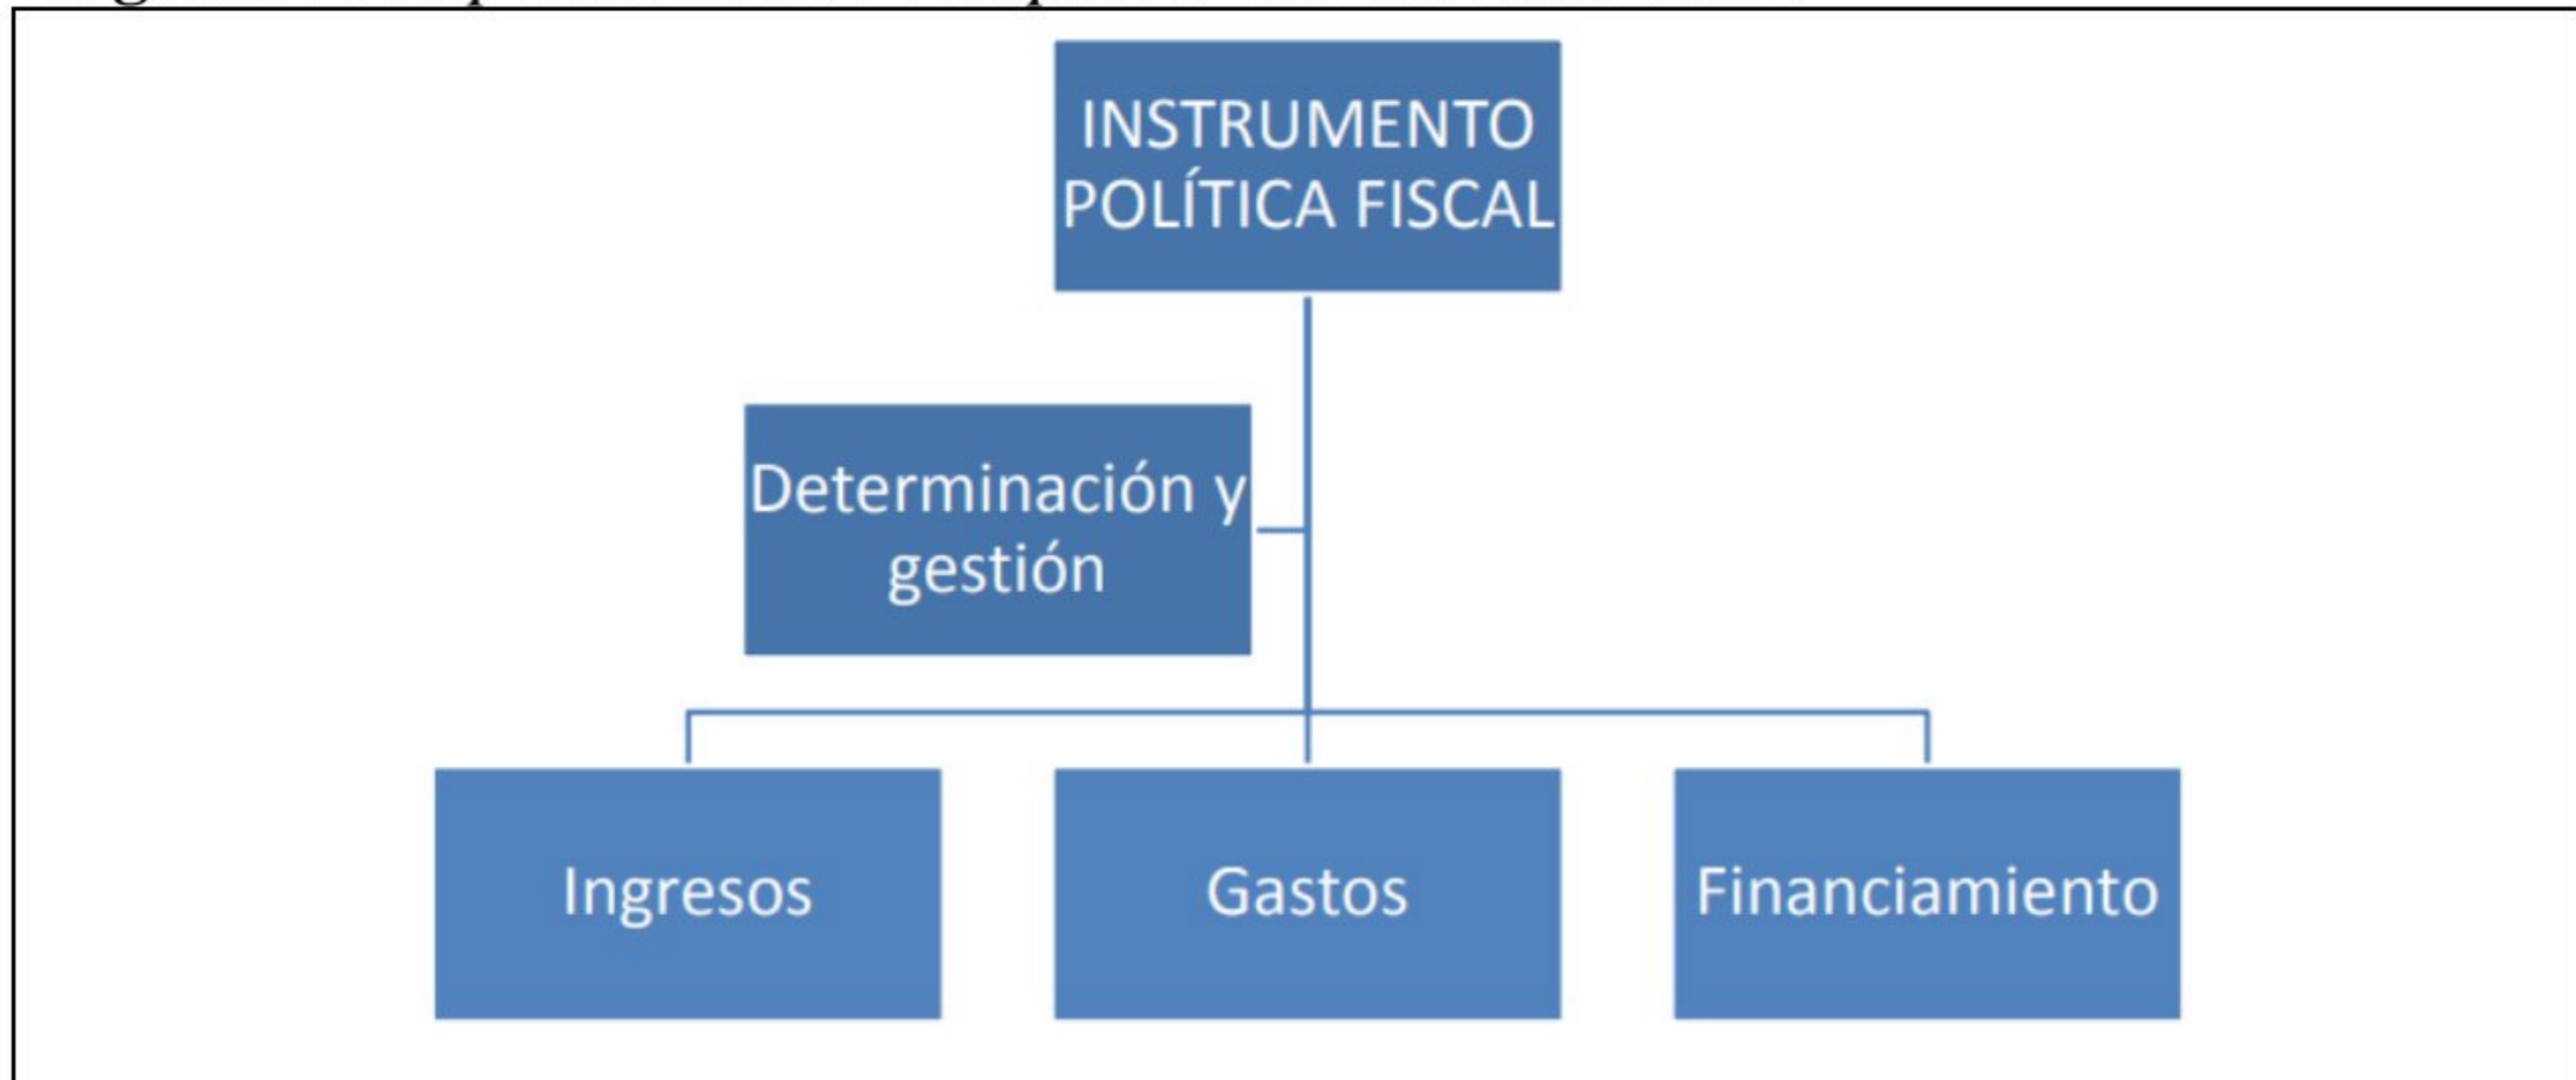 INSTRUMENTO
POLÍTICA FISCAL
Determinación y
gestión
Ingresos
Gastos
Financiamiento